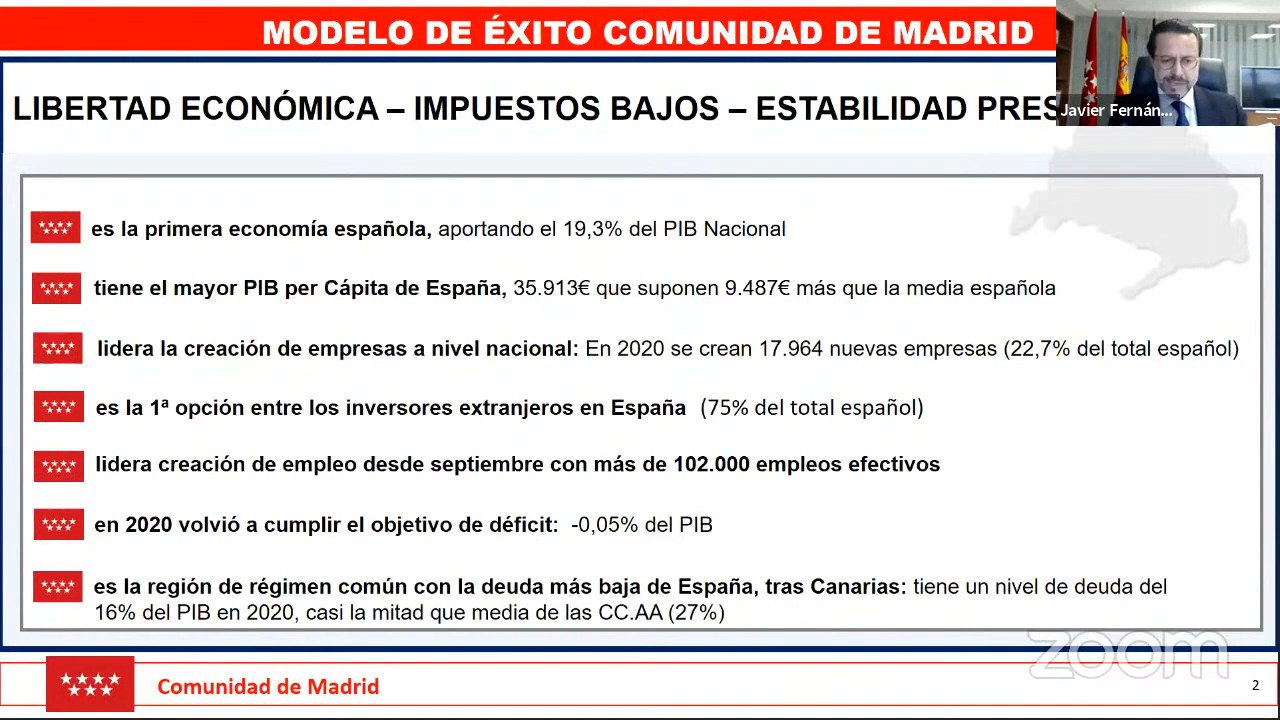 MODELO DE ÉXITO COMUNIDAD DE MADRID
Javier Fernán...
LIBERTAD ECONÓMICA – IMPUESTOS BAJOS – ESTABILIDAD
es la primera economía española, aportando el 19,3% del PIB Nacional
tiene el mayor PIB per Cápita de España, 35.913€ que suponen 9.487€ más que la media española
lidera la creación de empresas a nivel nacional: En 2020 se crean 17.964 nuevas empresas (22,7% del total español)
es la 1ª opción entre los inversores extranjeros en España (75% del total español)
lidera creación de empleo desde septiembre con más de 102.000 empleos efectivos
en 2020 volvió a cumplir el objetivo de déficit: -0,05% del PIB
es la región de régimen común con la deuda más baja de España, tras Canarias: tiene un nivel de deuda del
16% del PIB en 2020, casi la mitad que media de las CC.AA (27%)
zoom
Comunidad de Madrid
2